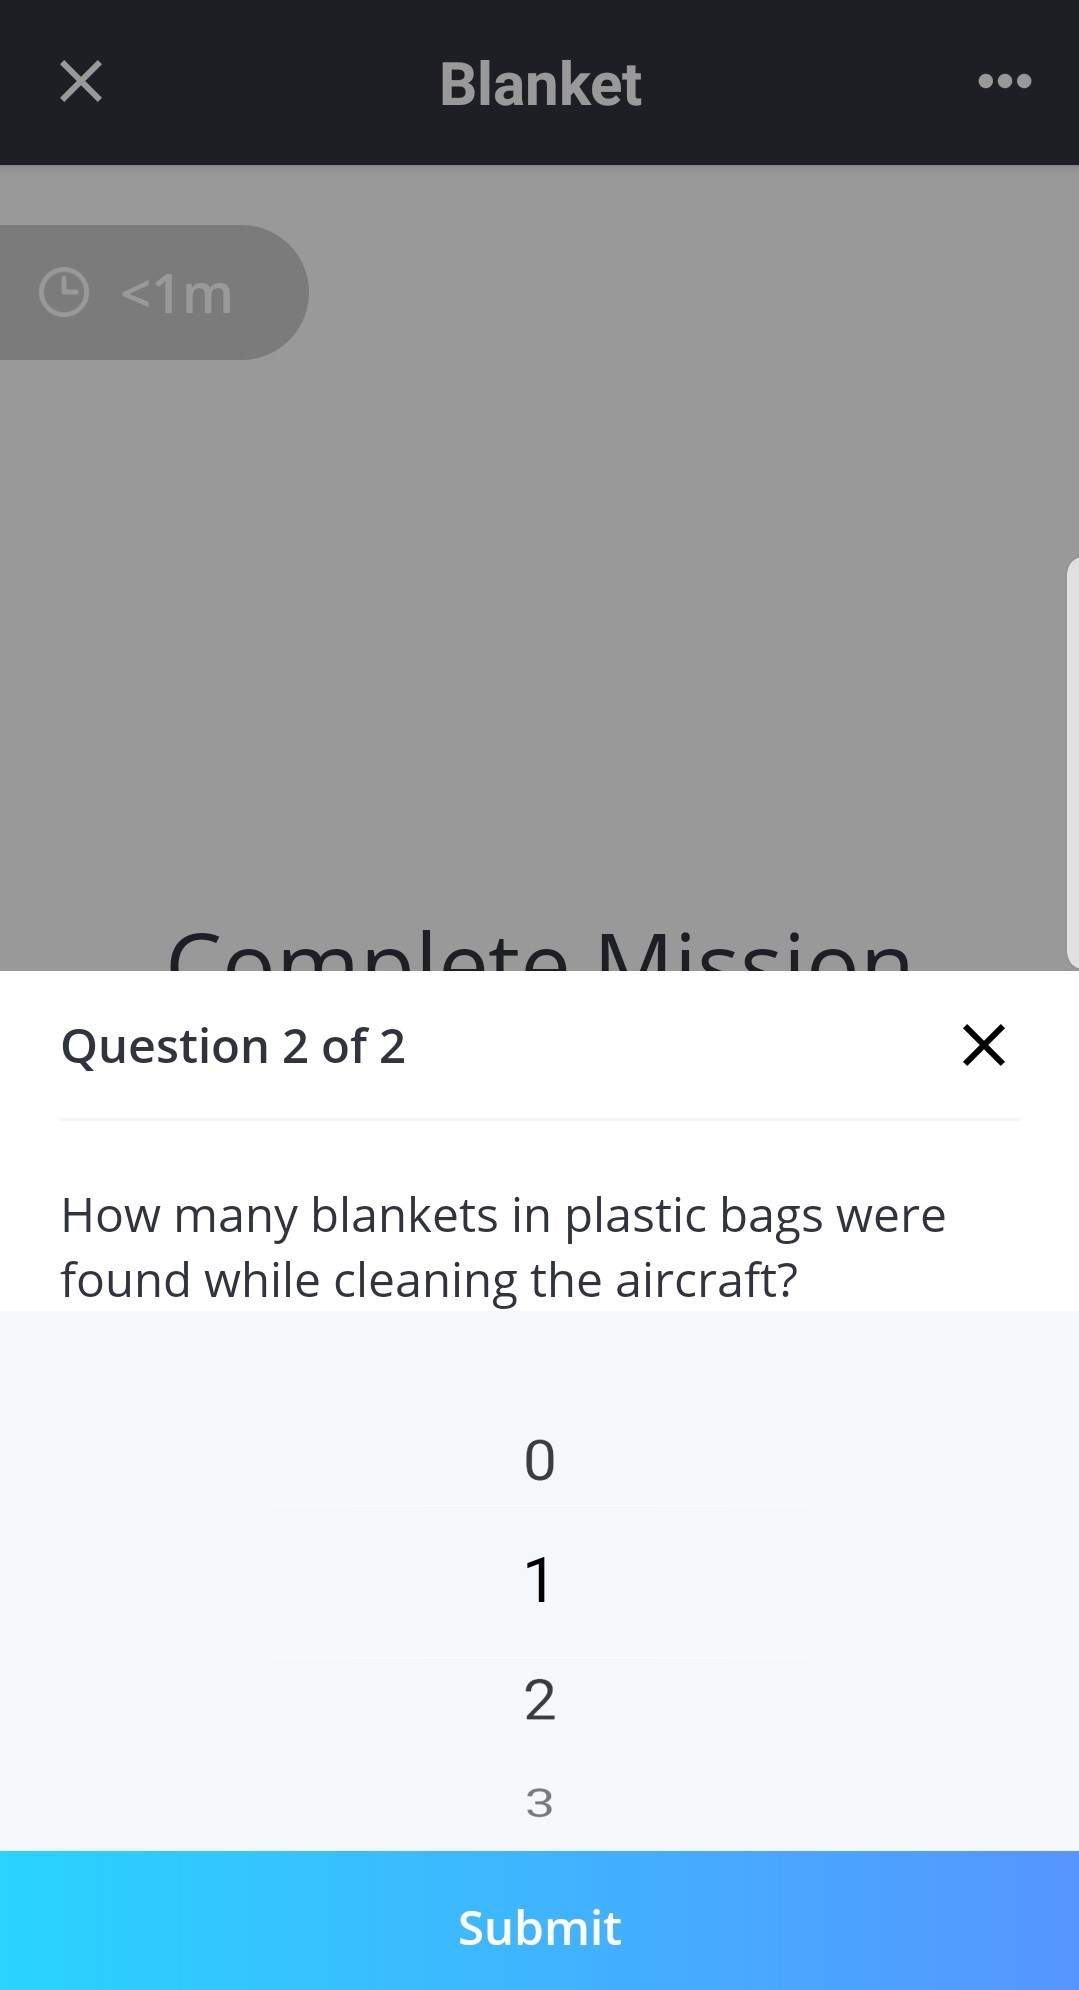 Blanket
<1m
Complete Mission
Question 2 of 2
How many blankets in plastic bags were
found while cleaning the aircraft?
0
1
2
3
Submit